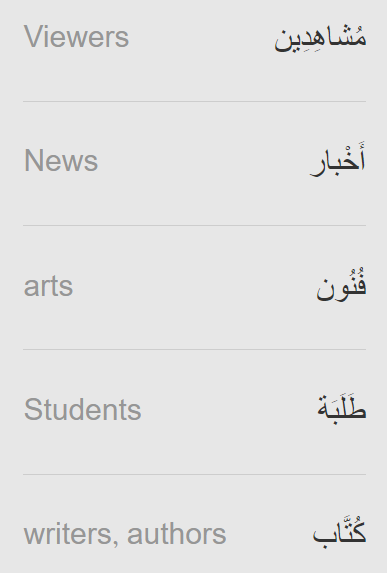 Viewers مُشاهِدِين
News أَخْبار
arts فُنُون
Students طَلَبَة
writers, authors كُتَّاب